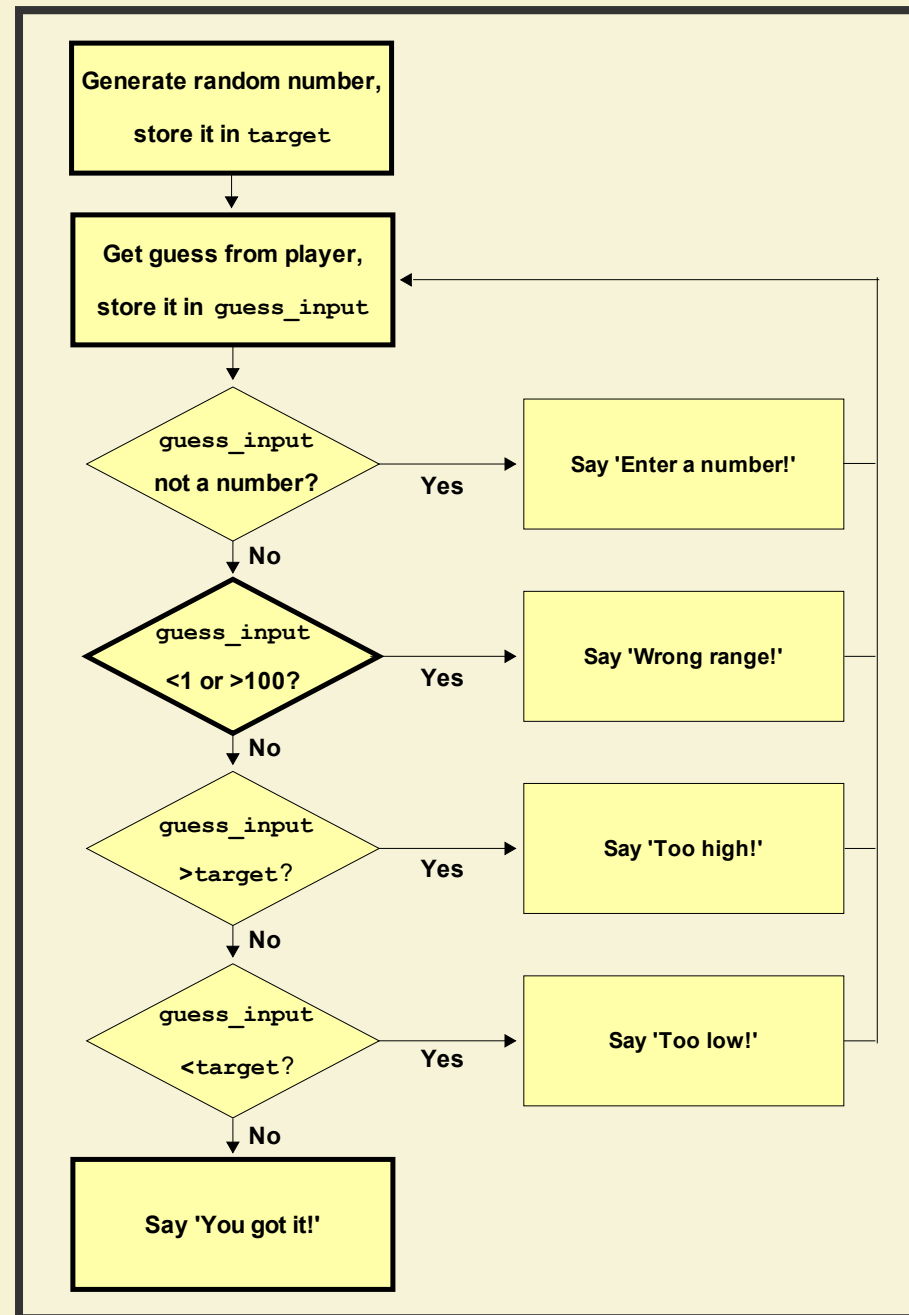 Generate random number,
store it in target
Get guess from player,
store it in guess_input
guess_input
not a number?
Yes
Say 'Enter a number!'
No
guess_input
<1 or >100?
Yes
Say 'Wrong range!'
No
guess_input
>target?
Yes
Say 'Too high!'
No
guess_input
<target?
Yes
Say 'Too low!'
No
Say 'You got it!'